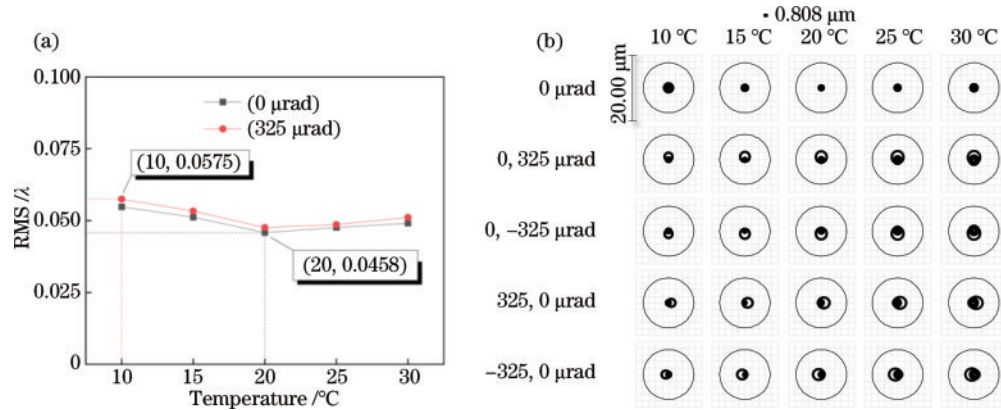 (a)
0.100
0.075
0.050
0.025
0
RMS /λ
(0 μrad)
(325 μrad)
(10, 0.0575)
(20, 0.0458)
10 15 20 25 30
Temperature /°C
(b)
0.808 μm
10 °C 15 °C 20 °C 25 °C 30 °C
20.00 μm
0 μrad
0, 325 μrad
0, −325 μrad
325, 0 μrad
−325, 0 μrad